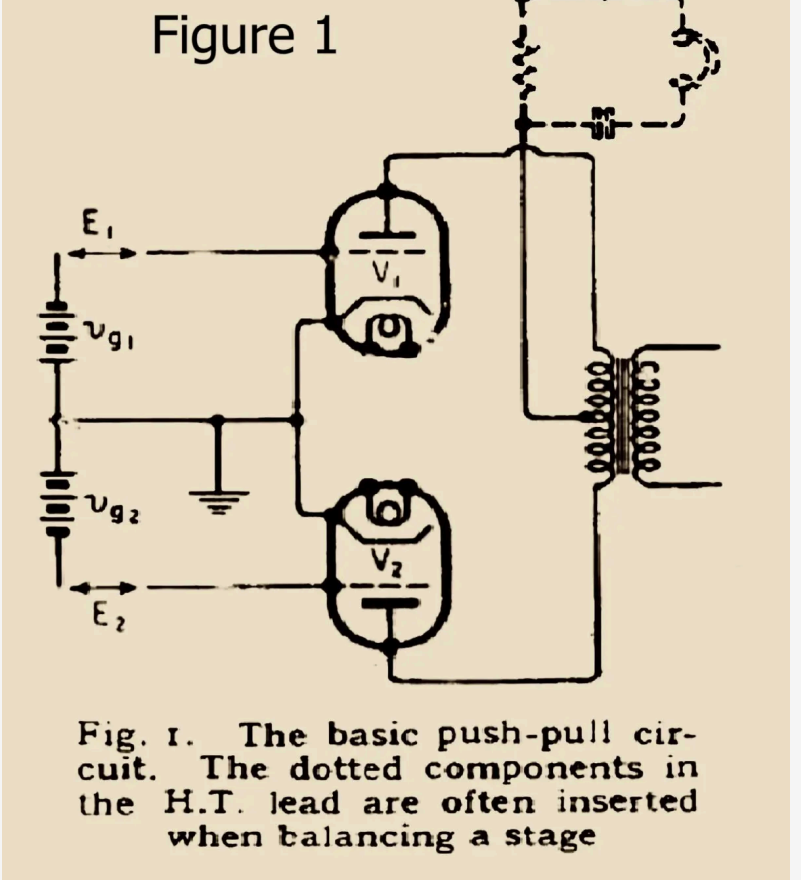 Figure 1
E₁
V₁
vg₁
vg₂
V₂
E₂
Fig. 1. The basic push-pull cir-
cuit. The dotted components in
the H.T. lead are often inserted
when balancing a stage